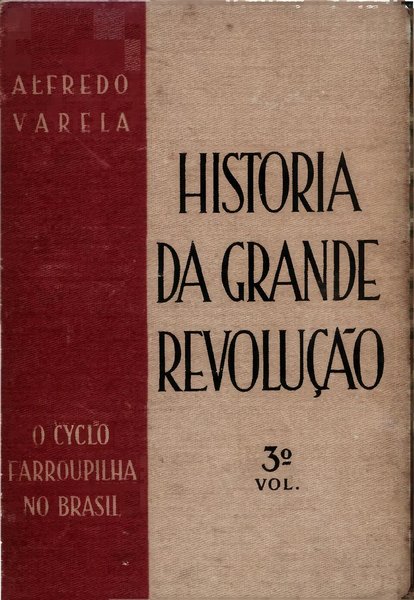 ALFREDO
VARELA
HISTORIA
DA GRANDE
REVOLUÇÃO
3º
VOL.
O CYCLO
FARROUPILHA
NO BRASIL